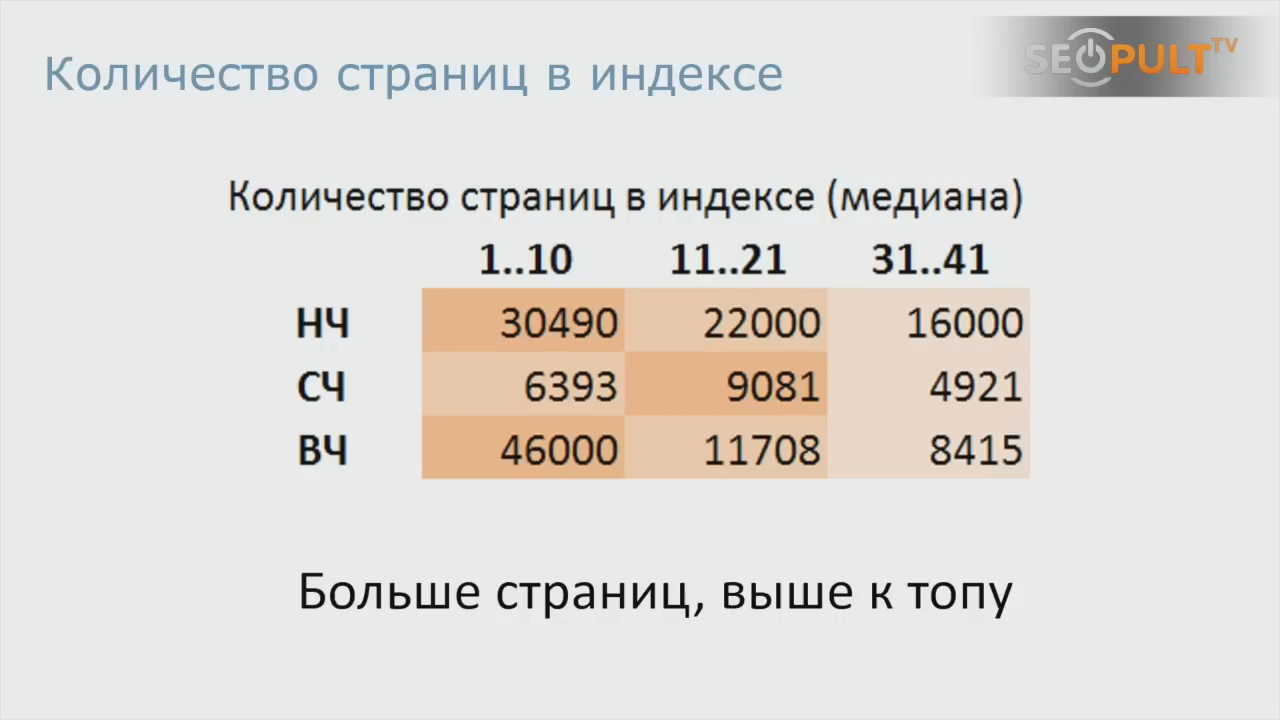 Количество страниц в индексе
SEOPULT TV
Количество страниц в индексе (медиана)
1..10 11..21 31..41
НЧ 30490 22000 16000
СЧ 6393 9081 4921
ВЧ 46000 11708 8415
Больше страниц, выше к топу